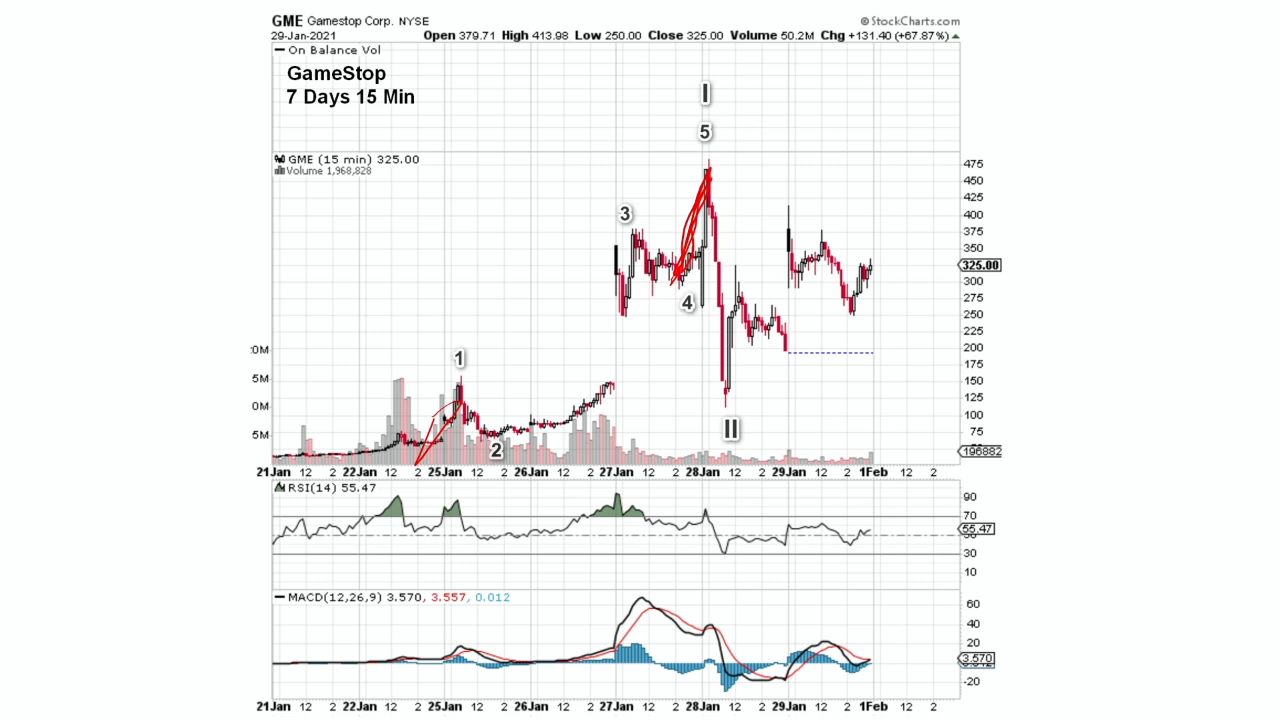 GME Gamestop Corp. NYSE © StockCharts.com
29-Jan-2021 Open 379.71 High 413.98 Low 250.00 Close 325.00 Volume 50.2M Chg +131.40 (+67.87%)
On Balance Vol
GameStop
7 Days 15 Min
I
5
GME (15 min) 325.00
Volume 1,968,828
475
450
425
3 400
375
350
325.00
300
4 275
250
225
20M 200
175
1 5M 150
125
0M 100
II
5M 75
2
196882
21Jan 12 2 22Jan 12 2 25Jan 12 2 26Jan 12 2 27Jan 12 2 28Jan 12 2 29Jan 12 2 1Feb 12 2
RSI(14) 55.47
90
70
55.47
30
10
MACD(12,26,9) 3.570, 3.557, 0.012
60
40
20
3.570
-20
21Jan 12 2 22Jan 12 2 25Jan 12 2 26Jan 12 2 27Jan 12 2 28Jan 12 2 29Jan 12 2 1Feb 12 2